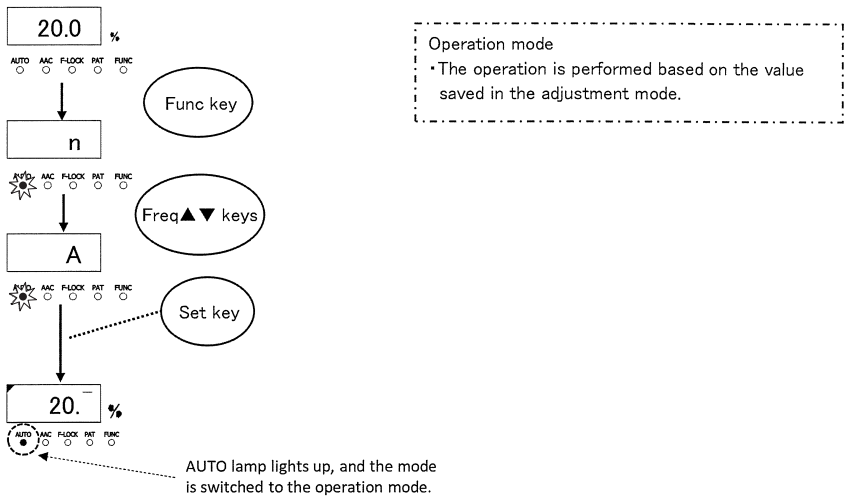 20.0 %
AUTO AAC F-LOCK PAT FUNC
Func key
n
AUTO AAC F-LOCK PAT FUNC
Freq▲▼ keys
A
AUTO AAC F-LOCK PAT FUNC
Set key
20.¯ %
AUTO AAC F-LOCK PAT FUNC
AUTO lamp lights up, and the mode
is switched to the operation mode.
Operation mode
・The operation is performed based on the value
saved in the adjustment mode.